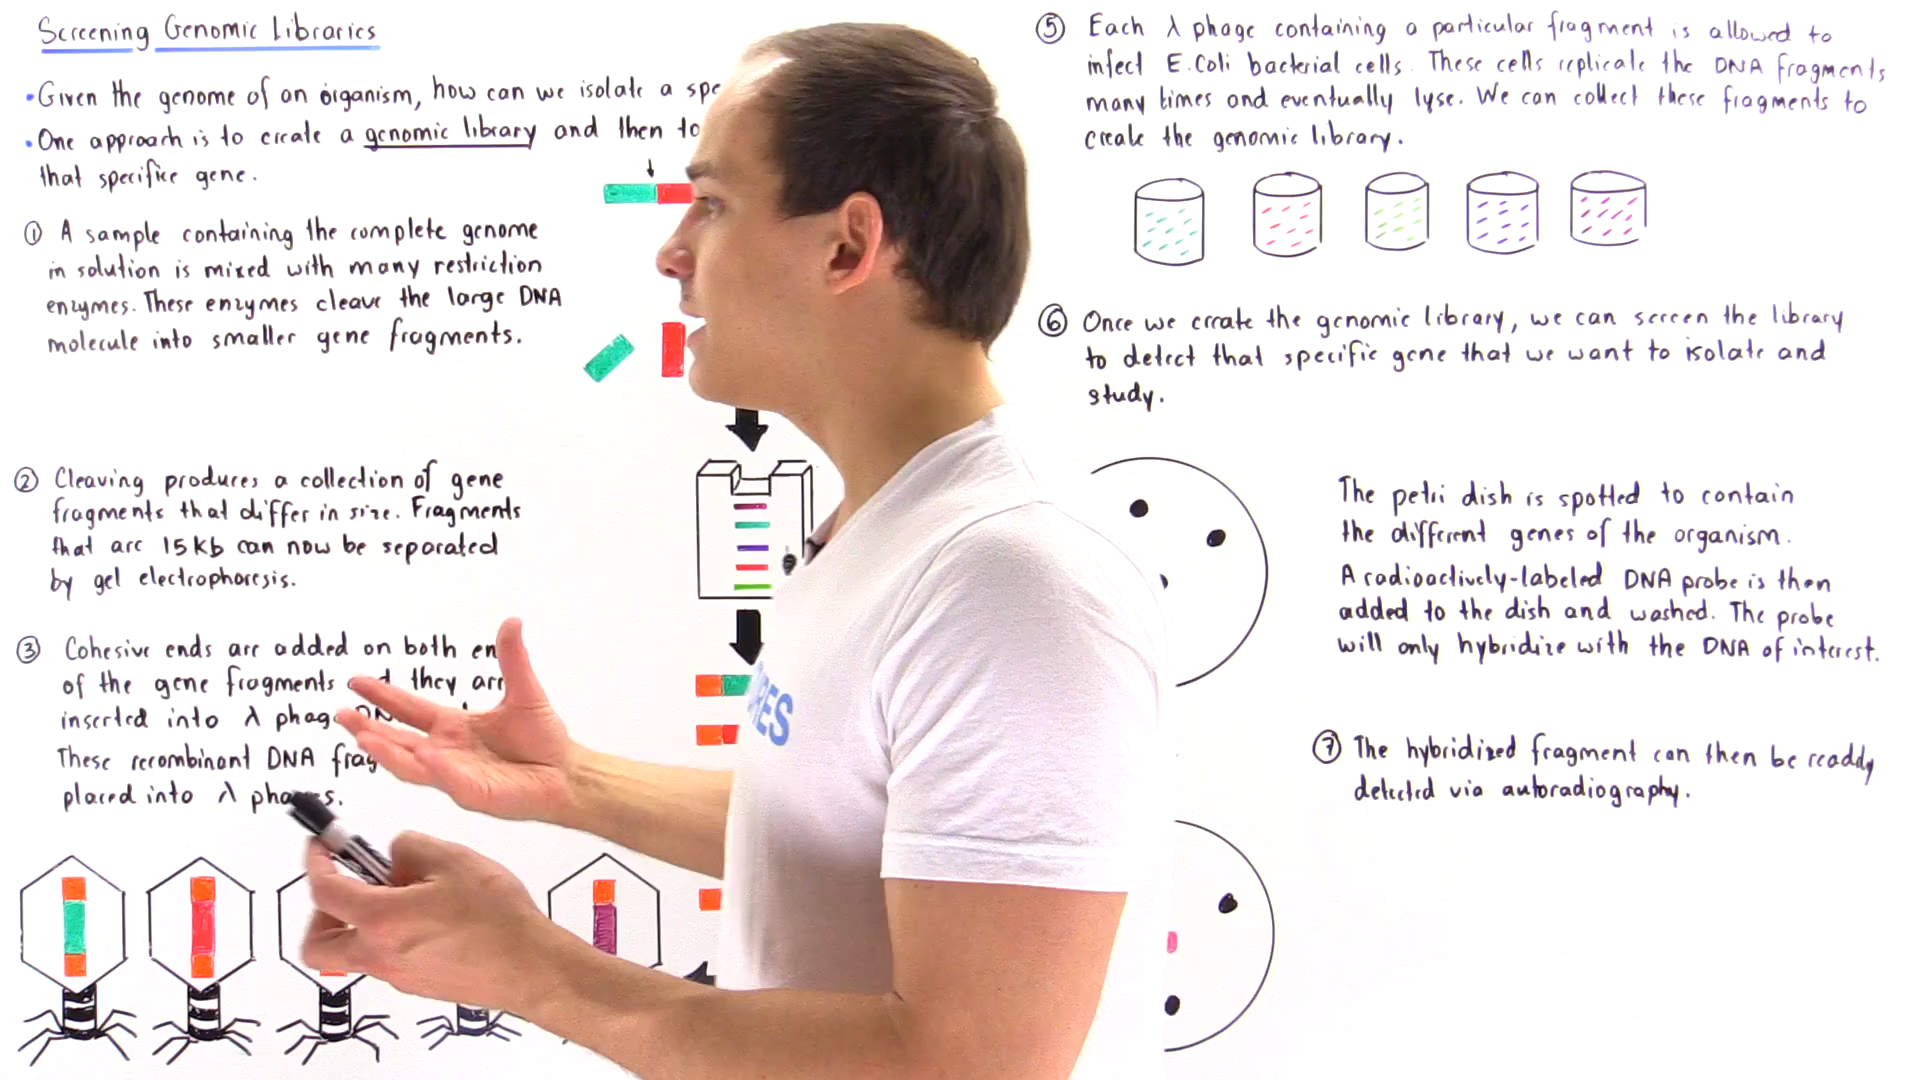 Screening Genomic Libraries
• Given the genome of an organism, how can we isolate a spe
• One approach is to create a genomic library and then to
that specifice gene.
① A sample containing the complete genome
in solution is mixed with many restriction
enzymes. These enzymes cleave the large DNA
molecule into smaller gene fragments.
② Cleaving produces a collection of gene
fragments that differ in size. Fragments
that are 15kb can now be separated
by gel electrophoresis.
③ Cohesive ends are added on both en
of the gene fragments they are
inserted into λ phage DNA
These recombinant DNA frag
placed into λ phages.
⑤ Each λ phage containing a particular fragment is allowed to
infect E.Coli bacterial cells. These cells replicate the DNA fragments
many times and eventually lyse. We can collect these fragments to
create the genomic library.
⑥ Once we create the genomic library, we can screen the library
to detect that specific gene that we want to isolate and
study.
The petri dish is spotted to contain
the different genes of the organism.
A radioactively-labeled DNA probe is then
added to the dish and washed. The probe
will only hybridize with the DNA of interest.
⑦ The hybridized fragment can then be readily
detected via autoradiography.
URES